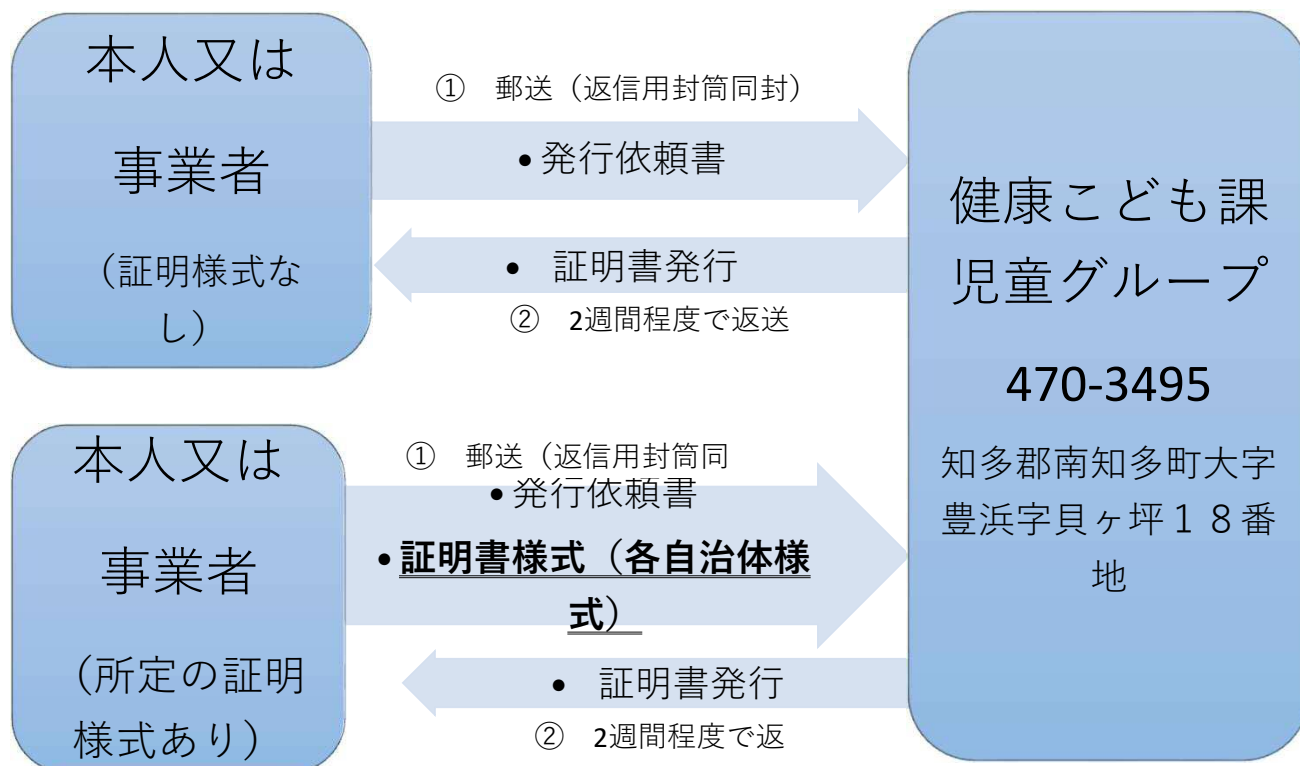 本人又は
事業者
（証明様式な
し）
① 郵送（返信用封筒同封）
• 発行依頼書
• 証明書発行
② 2週間程度で返送
本人又は
事業者
（所定の証明
様式あり）
① 郵送（返信用封筒同
• 発行依頼書
• 証明書様式（各自治体様
式）
• 証明書発行
② 2週間程度で返
健康こども課
児童グループ
470-3495
知多郡南知多町大字
豊浜字貝ヶ坪１８番
地